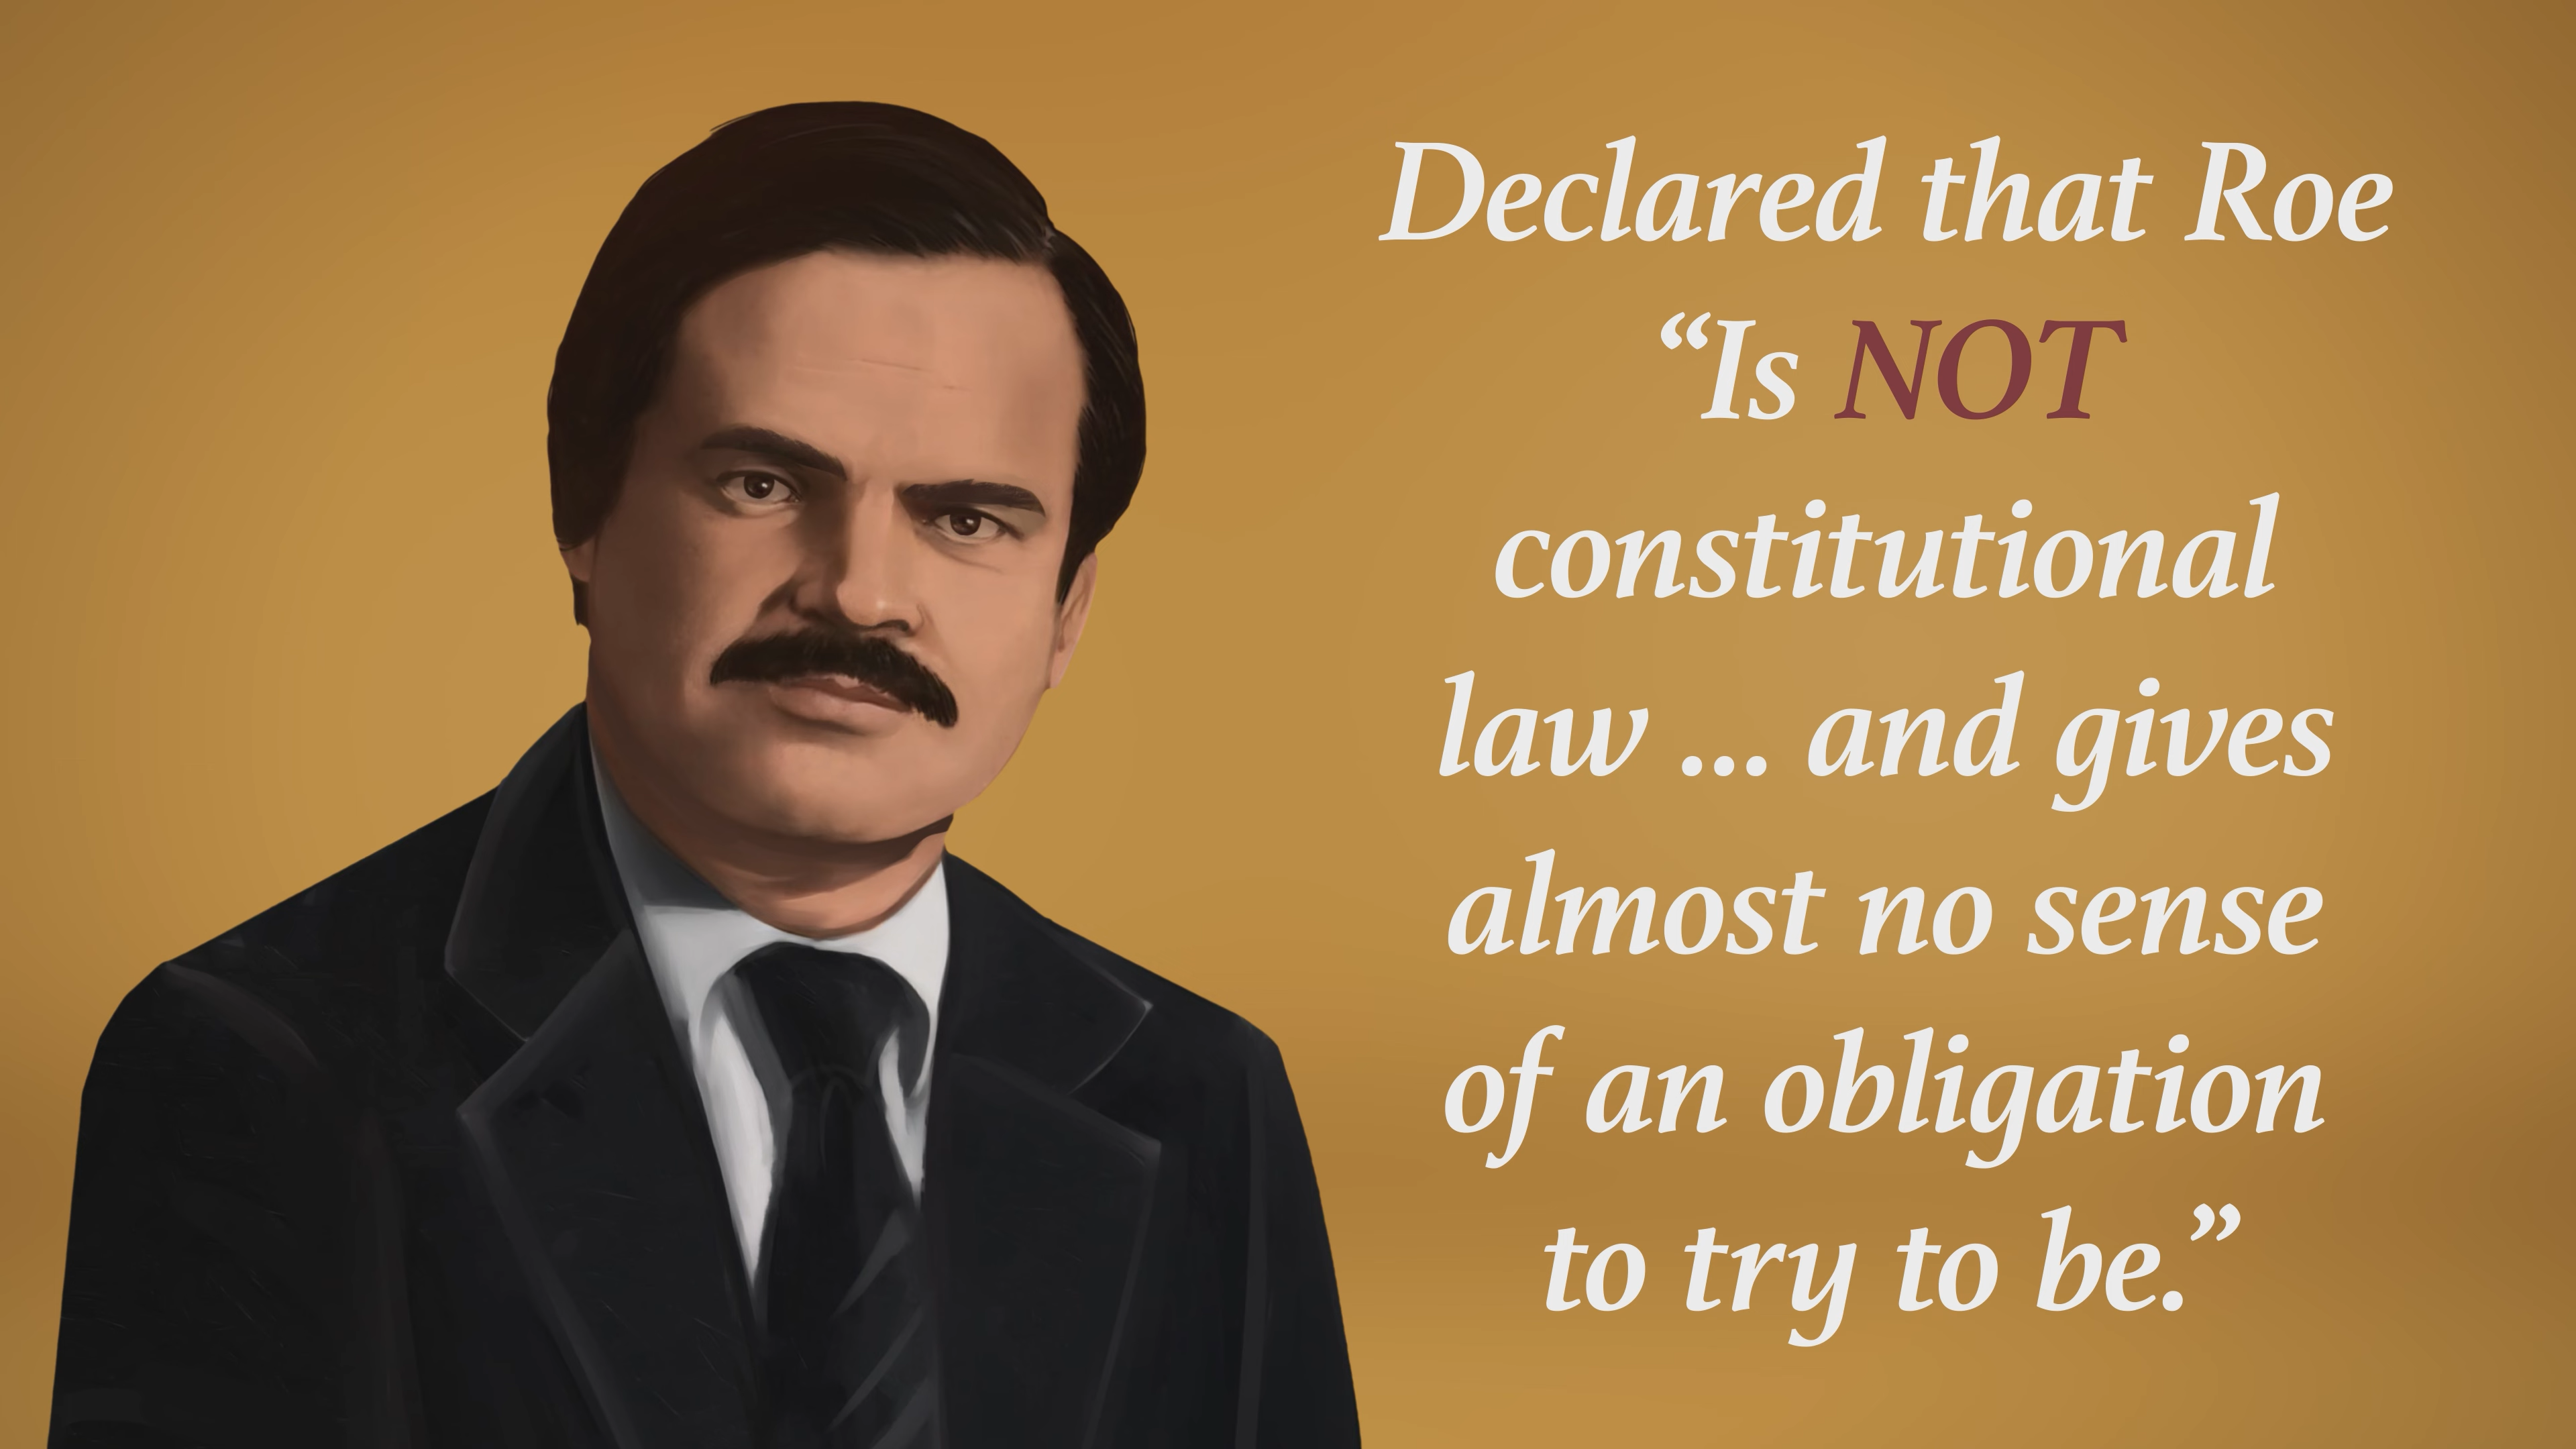 Declared that Roe
“Is NOT
constitutional
law ... and gives
almost no sense
of an obligation
to try to be.”